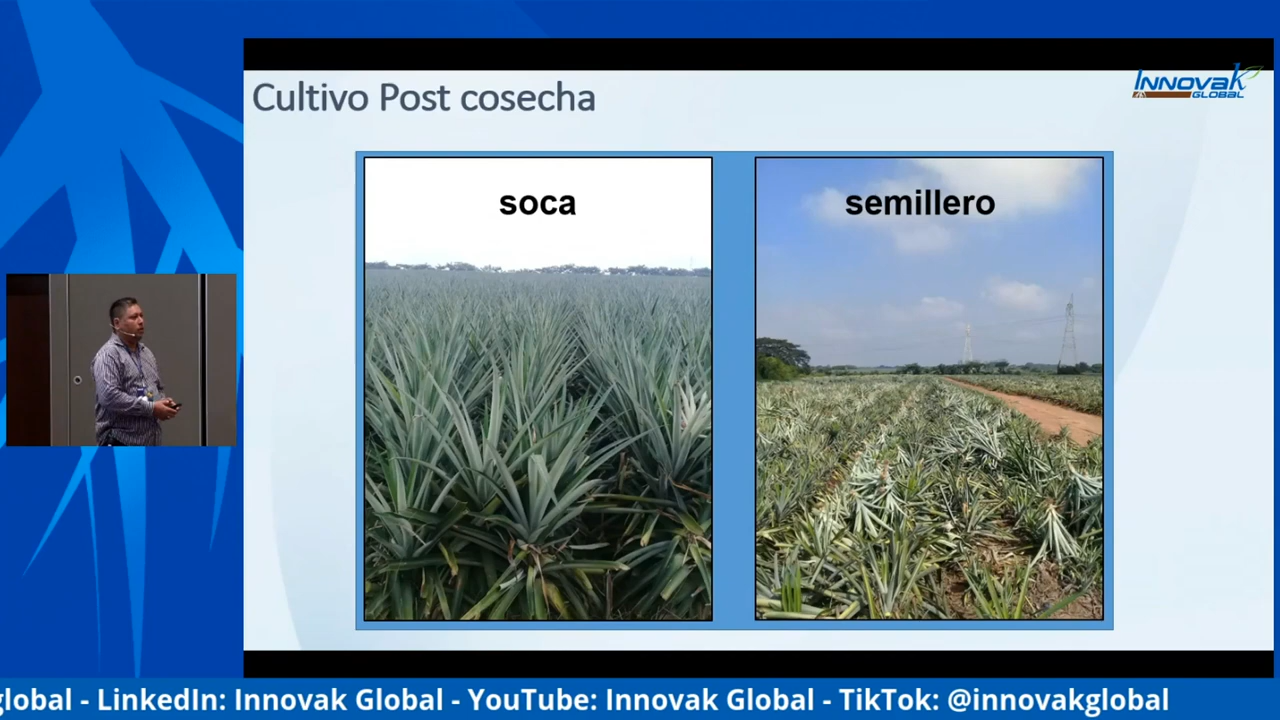 Cultivo Post cosecha
Innovak
GLOBAL
soca
semillero
global - LinkedIn: Innovak Global - YouTube: Innovak Global - TikTok: @innovakglobal